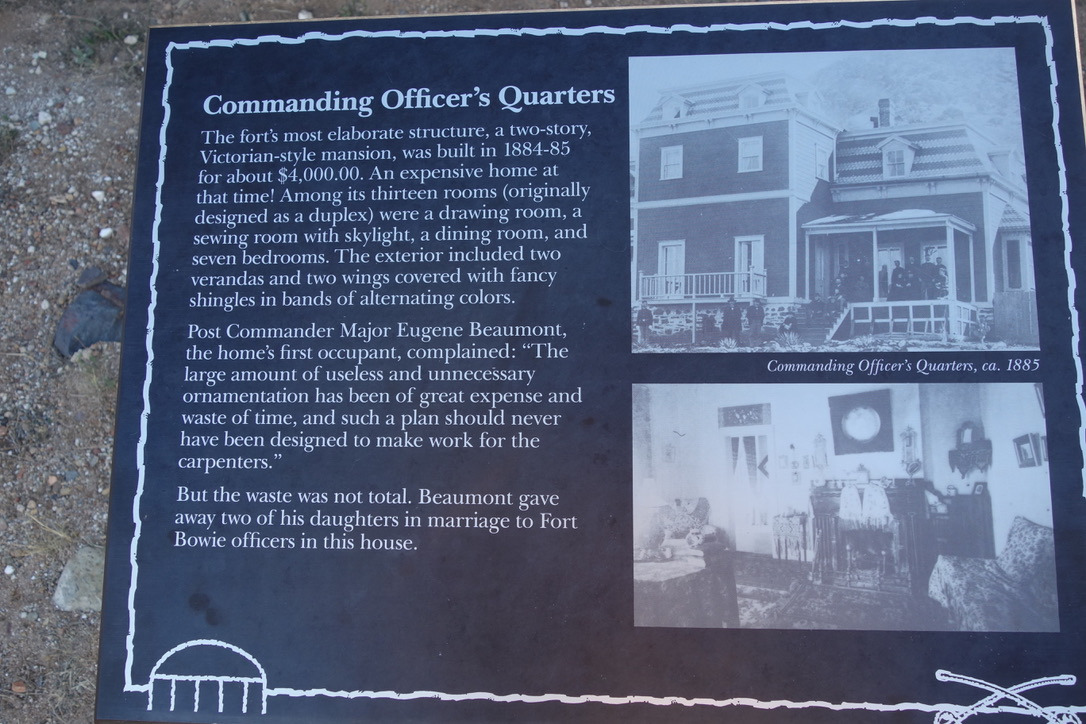 Commanding Officer's Quarters
The fort's most elaborate structure, a two-story,
Victorian-style mansion, was built in 1884-85
for about $4,000.00. An expensive home at
that time! Among its thirteen rooms (originally
designed as a duplex) were a drawing room, a
sewing room with skylight, a dining room, and
seven bedrooms. The exterior included two
verandas and two wings covered with fancy
shingles in bands of alternating colors.
Post Commander Major Eugene Beaumont,
the home's first occupant, complained: “The
large amount of useless and unnecessary
ornamentation has been of great expense and
waste of time, and such a plan should never
have been designed to make work for the
carpenters.”
But the waste was not total. Beaumont gave
away two of his daughters in marriage to Fort
Bowie officers in this house.
Commanding Officer's Quarters, ca. 1885